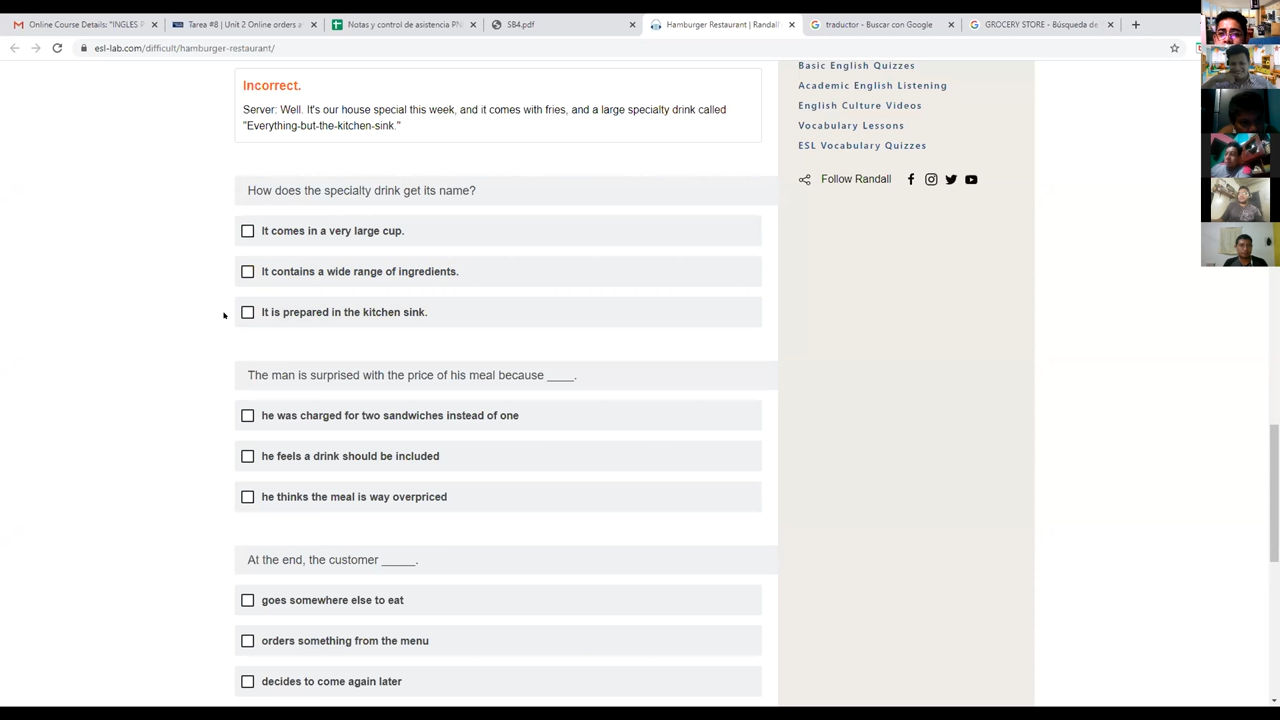 Online Course Details: "INGLES P
Tarea #8 | Unit 2 Online orders a
Notas y control de asistencia PN
SB4.pdf
Hamburger Restaurant | Randall
traductor - Buscar con Google
GROCERY STORE - Búsqueda de
esl-lab.com/difficult/hamburger-restaurant/
Incorrect.
Server: Well. It's our house special this week, and it comes with fries, and a large specialty drink called
"Everything-but-the-kitchen-sink."
How does the specialty drink get its name?
It comes in a very large cup.
It contains a wide range of ingredients.
It is prepared in the kitchen sink.
The man is surprised with the price of his meal because ____.
he was charged for two sandwiches instead of one
he feels a drink should be included
he thinks the meal is way overpriced
At the end, the customer _____.
goes somewhere else to eat
orders something from the menu
decides to come again later
Basic English Quizzes
Academic English Listening
English Culture Videos
Vocabulary Lessons
ESL Vocabulary Quizzes
Follow Randall